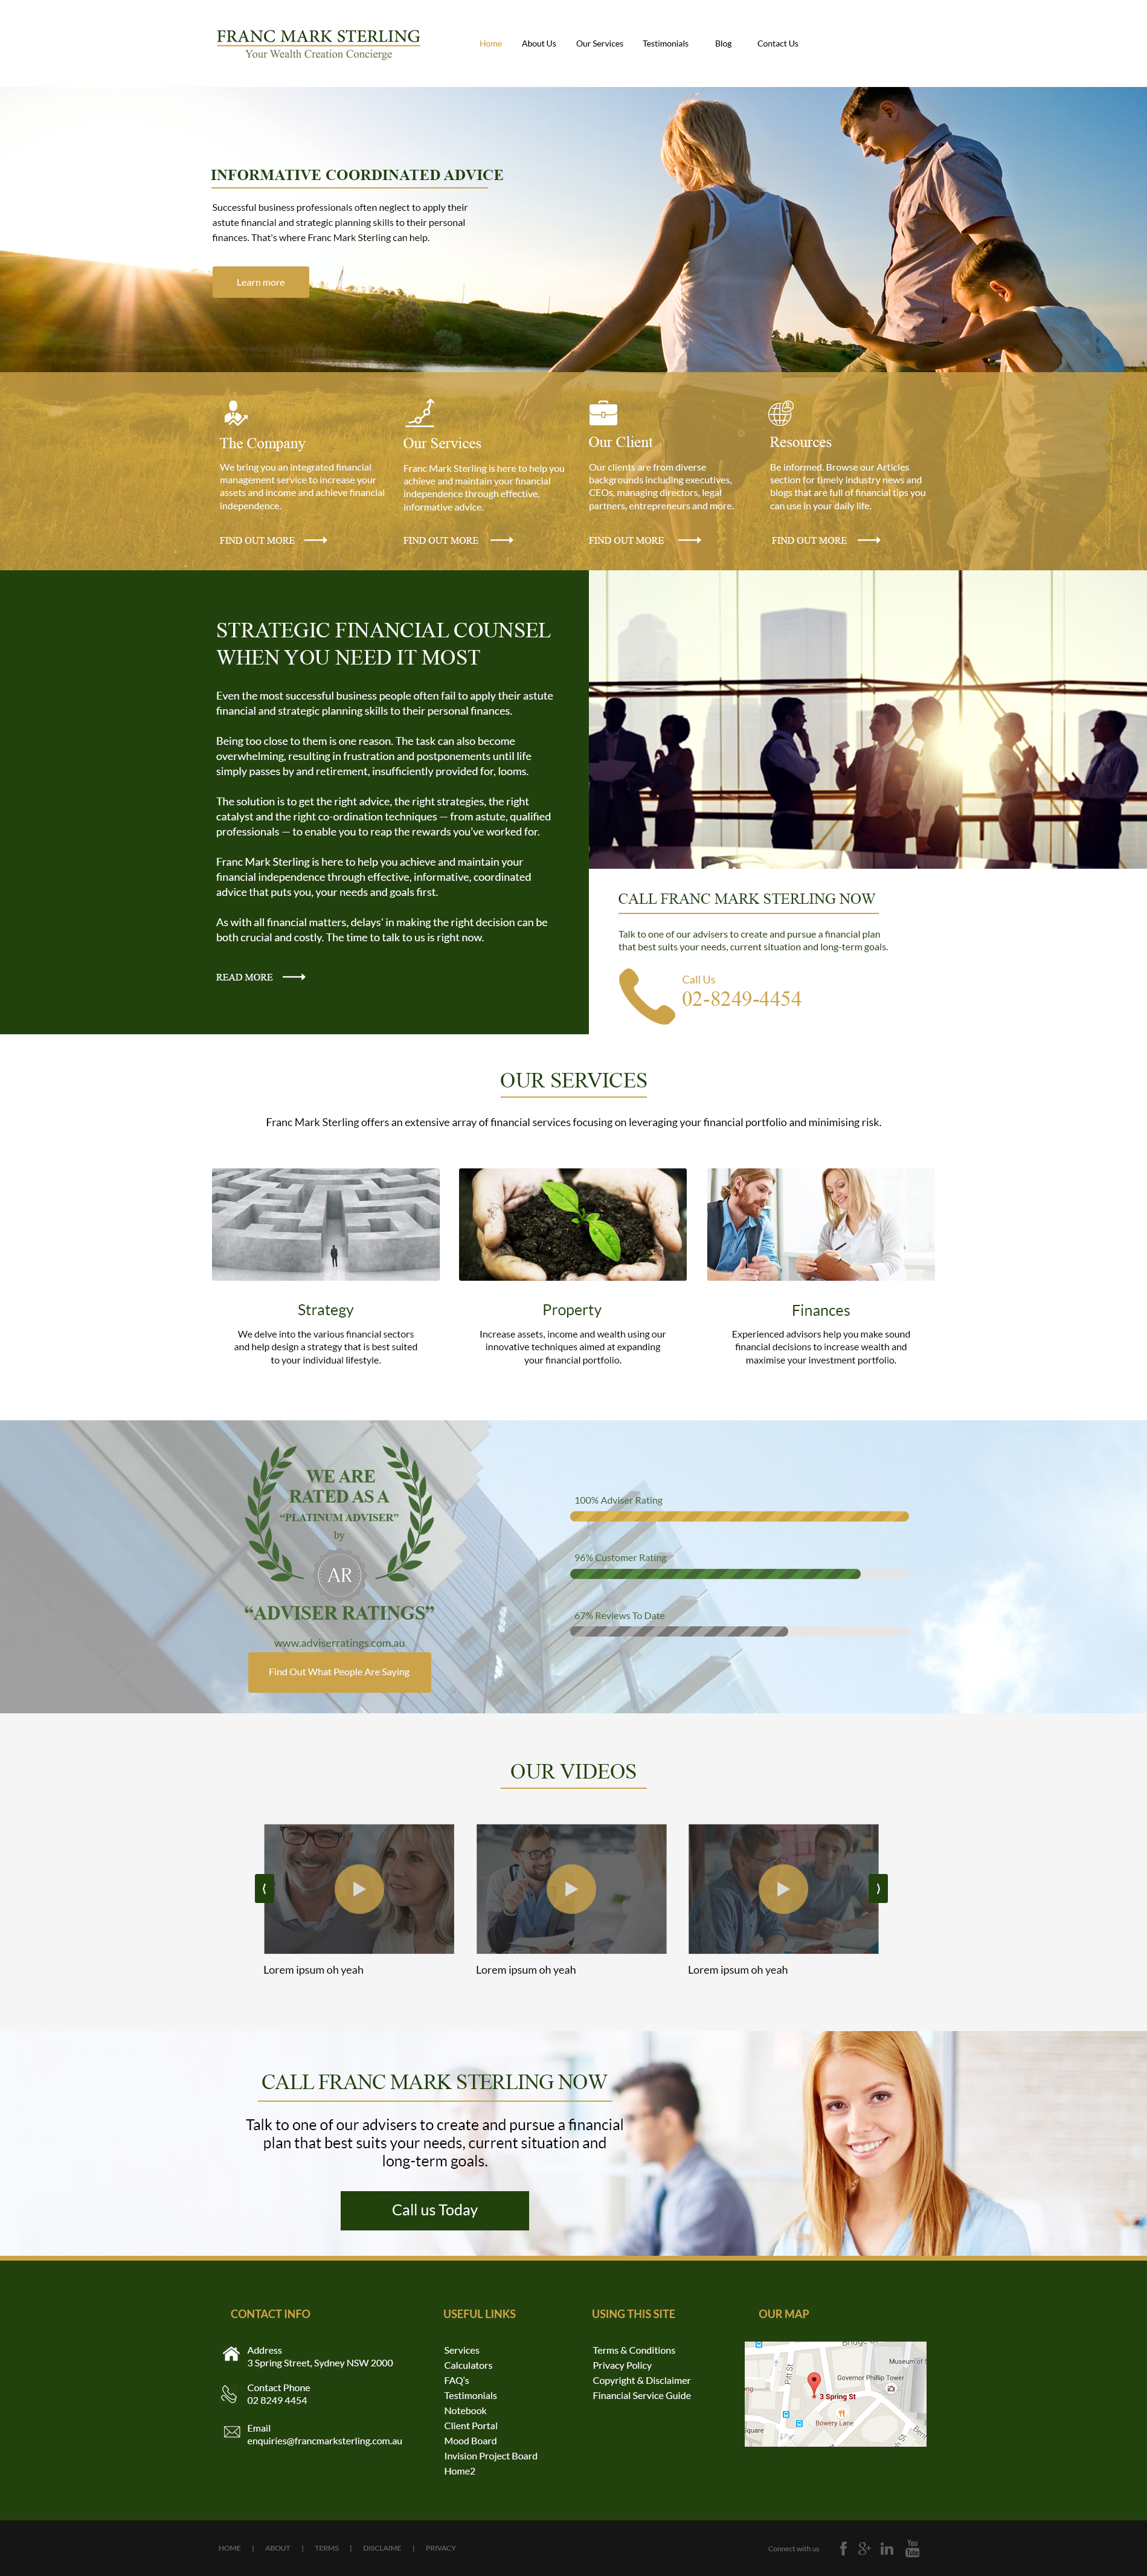 FRANC MARK STERLING
Your Wealth Creation Concierge
Home
About Us
Our Services
Testimonials
Blog
Contact Us
INFORMATIVE COORDINATED ADVICE
Successful business professionals often neglect to apply their
astute financial and strategic planning skills to their personal
finances. That's where Franc Mark Sterling can help.
Learn more
The Company
We bring you an integrated financial
management service to increase your
assets and income and achieve financial
independence.
FIND OUT MORE
Our Services
Franc Mark Sterling is here to help you
achieve and maintain your financial
independence through effective,
informative advice.
FIND OUT MORE
Our Client
Our clients are from diverse
backgrounds including executives,
CEOs, managing directors, legal
partners, entrepreneurs and more.
FIND OUT MORE
Resources
Be informed. Browse our Articles
section for timely industry news and
blogs that are full of financial tips you
can use in your daily life.
FIND OUT MORE
STRATEGIC FINANCIAL COUNSEL
WHEN YOU NEED IT MOST
Even the most successful business people often fail to apply their astute
financial and strategic planning skills to their personal finances.
Being too close to them is one reason. The task can also become
overwhelming, resulting in frustration and postponements until life
simply passes by and retirement, insufficiently provided for, looms.
The solution is to get the right advice, the right strategies, the right
catalyst and the right co-ordination techniques — from astute, qualified
professionals — to enable you to reap the rewards you've worked for.
Franc Mark Sterling is here to help you achieve and maintain your
financial independence through effective, informative, coordinated
advice that puts you, your needs and goals first.
As with all financial matters, delays' in making the right decision can be
both crucial and costly. The time to talk to us is right now.
READ MORE
CALL FRANC MARK STERLING NOW
Talk to one of our advisers to create and pursue a financial plan
that best suits your needs, current situation and long-term goals.
Call Us
02-8249-4454
OUR SERVICES
Franc Mark Sterling offers an extensive array of financial services focusing on leveraging your financial portfolio and minimising risk.
Strategy
We delve into the various financial sectors
and help design a strategy that is best suited
to your individual lifestyle.
Property
Increase assets, income and wealth using our
innovative techniques aimed at expanding
your financial portfolio.
Finances
Experienced advisors help you make sound
financial decisions to increase wealth and
maximise your investment portfolio.
WE ARE
RATED AS A
“PLATINUM ADVISER”
by
AR
“ADVISER RATINGS”
www.adviserratings.com.au
Find Out What People Are Saying
100% Adviser Rating
96% Customer Rating
67% Reviews To Date
OUR VIDEOS
Lorem ipsum oh yeah
Lorem ipsum oh yeah
Lorem ipsum oh yeah
CALL FRANC MARK STERLING NOW
Talk to one of our advisers to create and pursue a financial
plan that best suits your needs, current situation and
long-term goals.
Call us Today
CONTACT INFO
Address
3 Spring Street, Sydney NSW 2000
Contact Phone
02 8249 4454
Email
enquiries@francmarksterling.com.au
USEFUL LINKS
Services
Calculators
FAQ's
Testimonials
Notebook
Client Portal
Mood Board
Invision Project Board
Home2
USING THIS SITE
Terms & Conditions
Privacy Policy
Copyright & Disclaimer
Financial Service Guide
OUR MAP
Bridge
Pitt St
Museum of S
Governor Phillip Tower
3 Spring St
Bowery Lane
Square
HOME | ABOUT | TERMS | DISCLAIME | PRIVACY
Connect with us
You
Tube